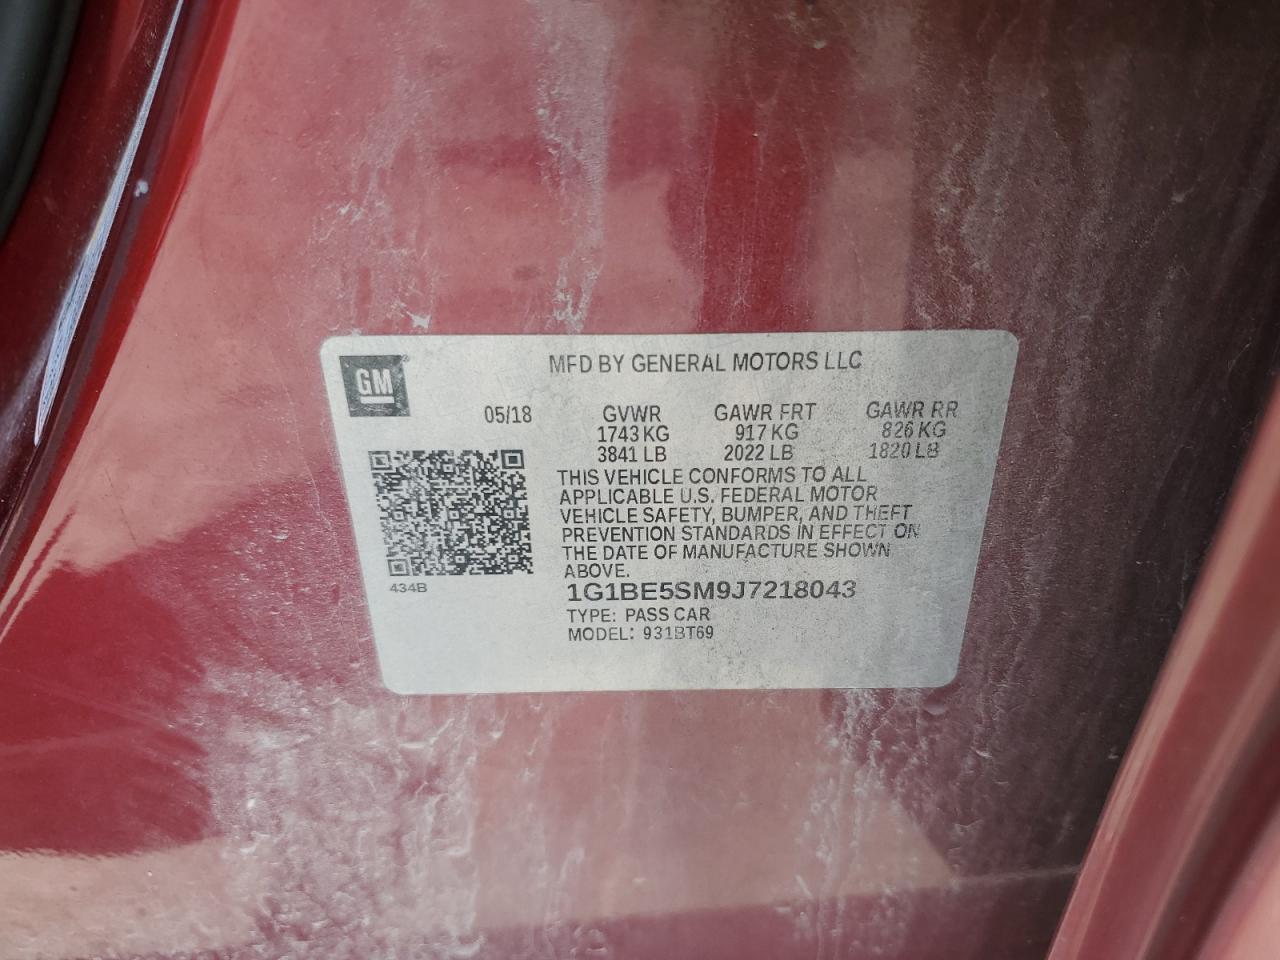 GM
MFD BY GENERAL MOTORS LLC
05/18 GVWR GAWR FRT GAWR RR
1743 KG 917 KG 826 KG
3841 LB 2022 LB 1820 LB
THIS VEHICLE CONFORMS TO ALL
APPLICABLE U.S. FEDERAL MOTOR
VEHICLE SAFETY, BUMPER, AND THEFT
PREVENTION STANDARDS IN EFFECT ON
THE DATE OF MANUFACTURE SHOWN
ABOVE.
434B
1G1BE5SM9J7218043
TYPE: PASS CAR
MODEL: 931BT69